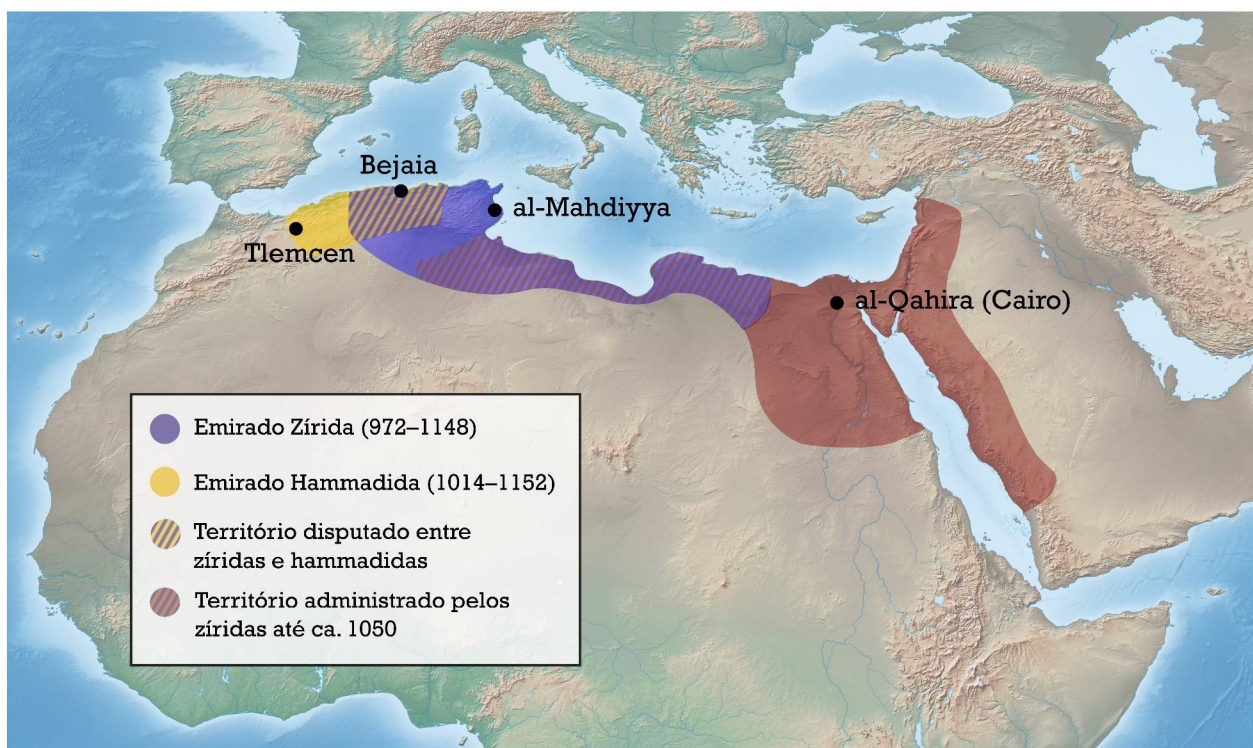 Bejaia
al-Mahdiyya
Tlemcen
al-Qahira (Cairo)
Emirado Zírida (972–1148)
Emirado Hammadida (1014–1152)
Território disputado entre
zíridas e hammadidas
Território administrado pelos
zíridas até ca. 1050